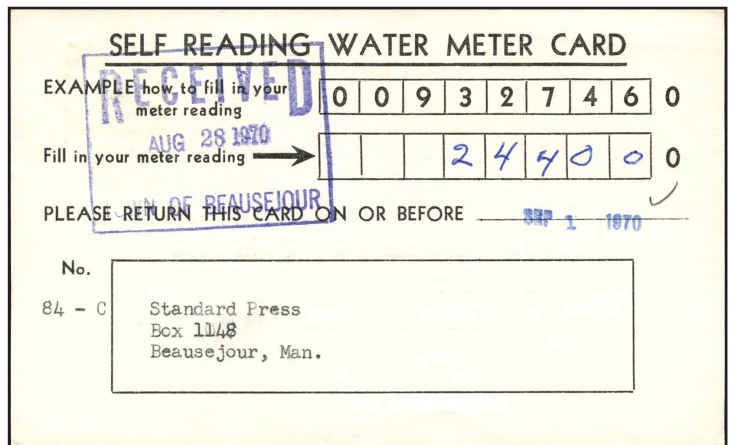 SELF READING WATER METER CARD
RECEIVED
EXAMPLE how to fill in your
meter reading
0 0 9 3 2 7 4 6 0
AUG 28 1970
Fill in your meter reading
2 4 4 0 0 0
TOWN OF BEAUSEJOUR
PLEASE RETURN THIS CARD ON OR BEFORE SEP 1 1970
No.
84 - C
Standard Press
Box 1148
Beausejour, Man.